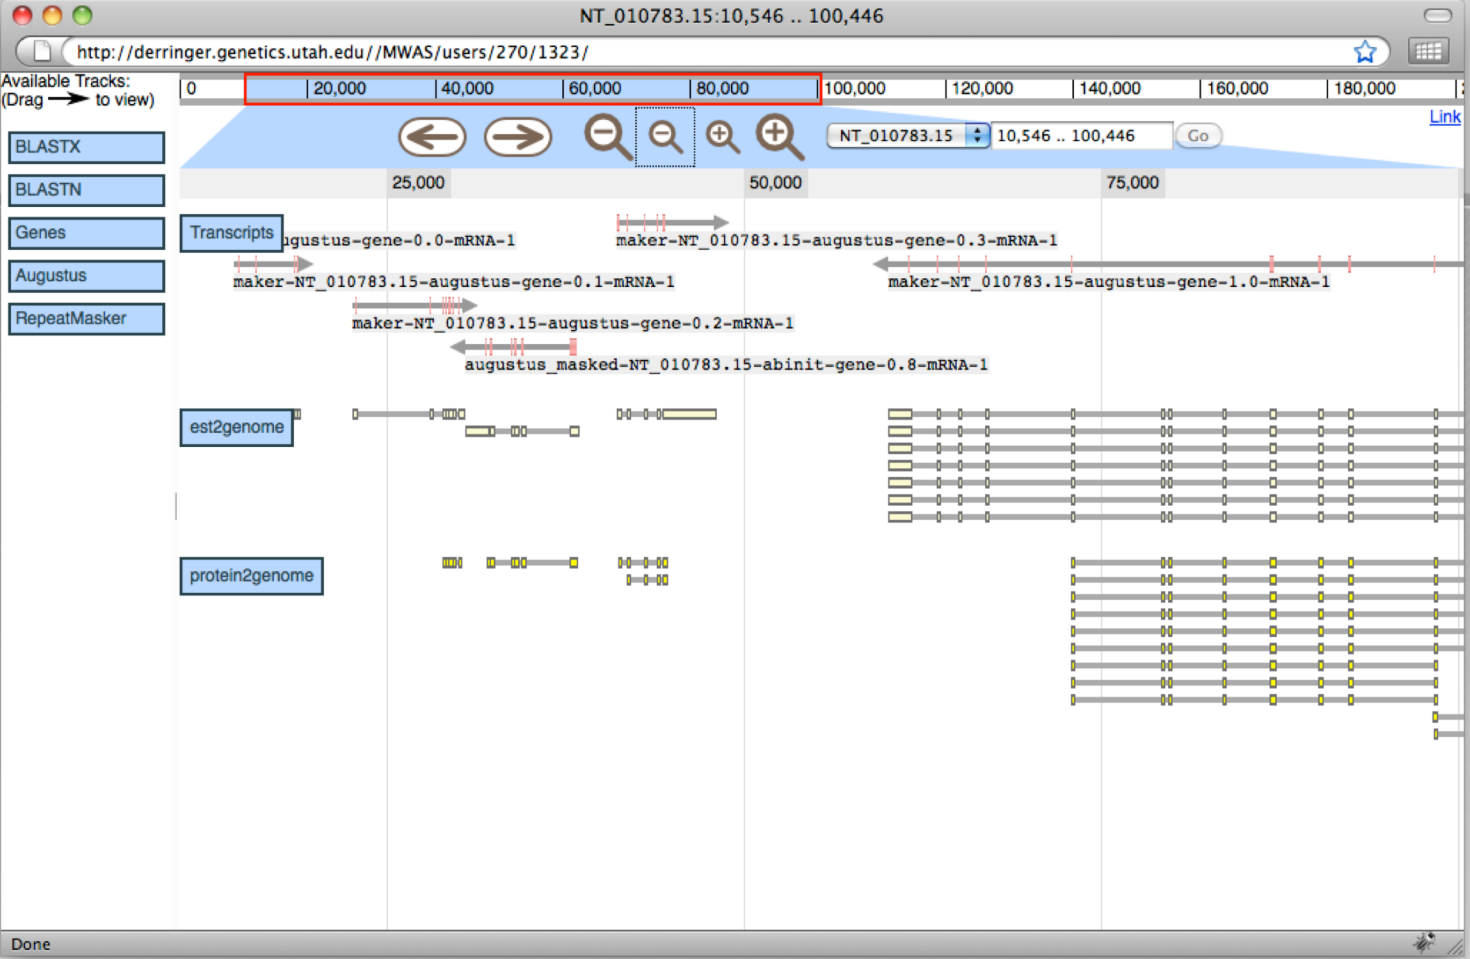 NT_010783.15:10,546 .. 100,446
http://derringer.genetics.utah.edu//MWAS/users/270/1323/
Available Tracks:
(Drag to view)
0 20,000 40,000 60,000 80,000 100,000 120,000 140,000 160,000 180,000
Link
NT_010783.15 10,546 .. 100,446 Go
BLASTX
BLASTN
Genes
Augustus
RepeatMasker
25,000 50,000 75,000
Transcripts
ugustus-gene-0.0-mRNA-1
maker-NT_010783.15-augustus-gene-0.3-mRNA-1
maker-NT_010783.15-augustus-gene-0.1-mRNA-1
maker-NT_010783.15-augustus-gene-1.0-mRNA-1
maker-NT_010783.15-augustus-gene-0.2-mRNA-1
augustus_masked-NT_010783.15-abinit-gene-0.8-mRNA-1
est2genome
protein2genome
Done